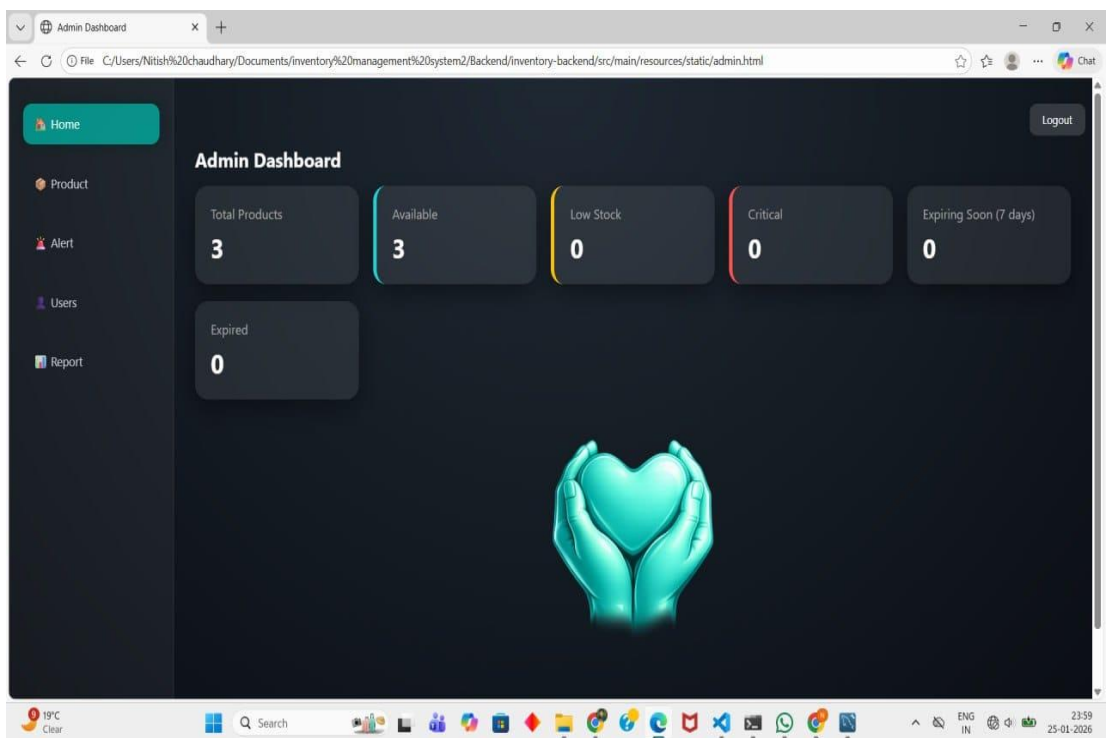 Admin Dashboard
File C:/Users/Nitish%20chaudhary/Documents/inventory%20management%20system2/Backend/inventory-backend/src/main/resources/static/admin.html
Chat
Home
Logout
Admin Dashboard
Product
Total Products
Available
Low Stock
Critical
Expiring Soon (7 days)
3
3
0
0
0
Alert
Users
Expired
0
Report
9
19°C
Clear
Search
ENG
IN
23:59
25-01-2026